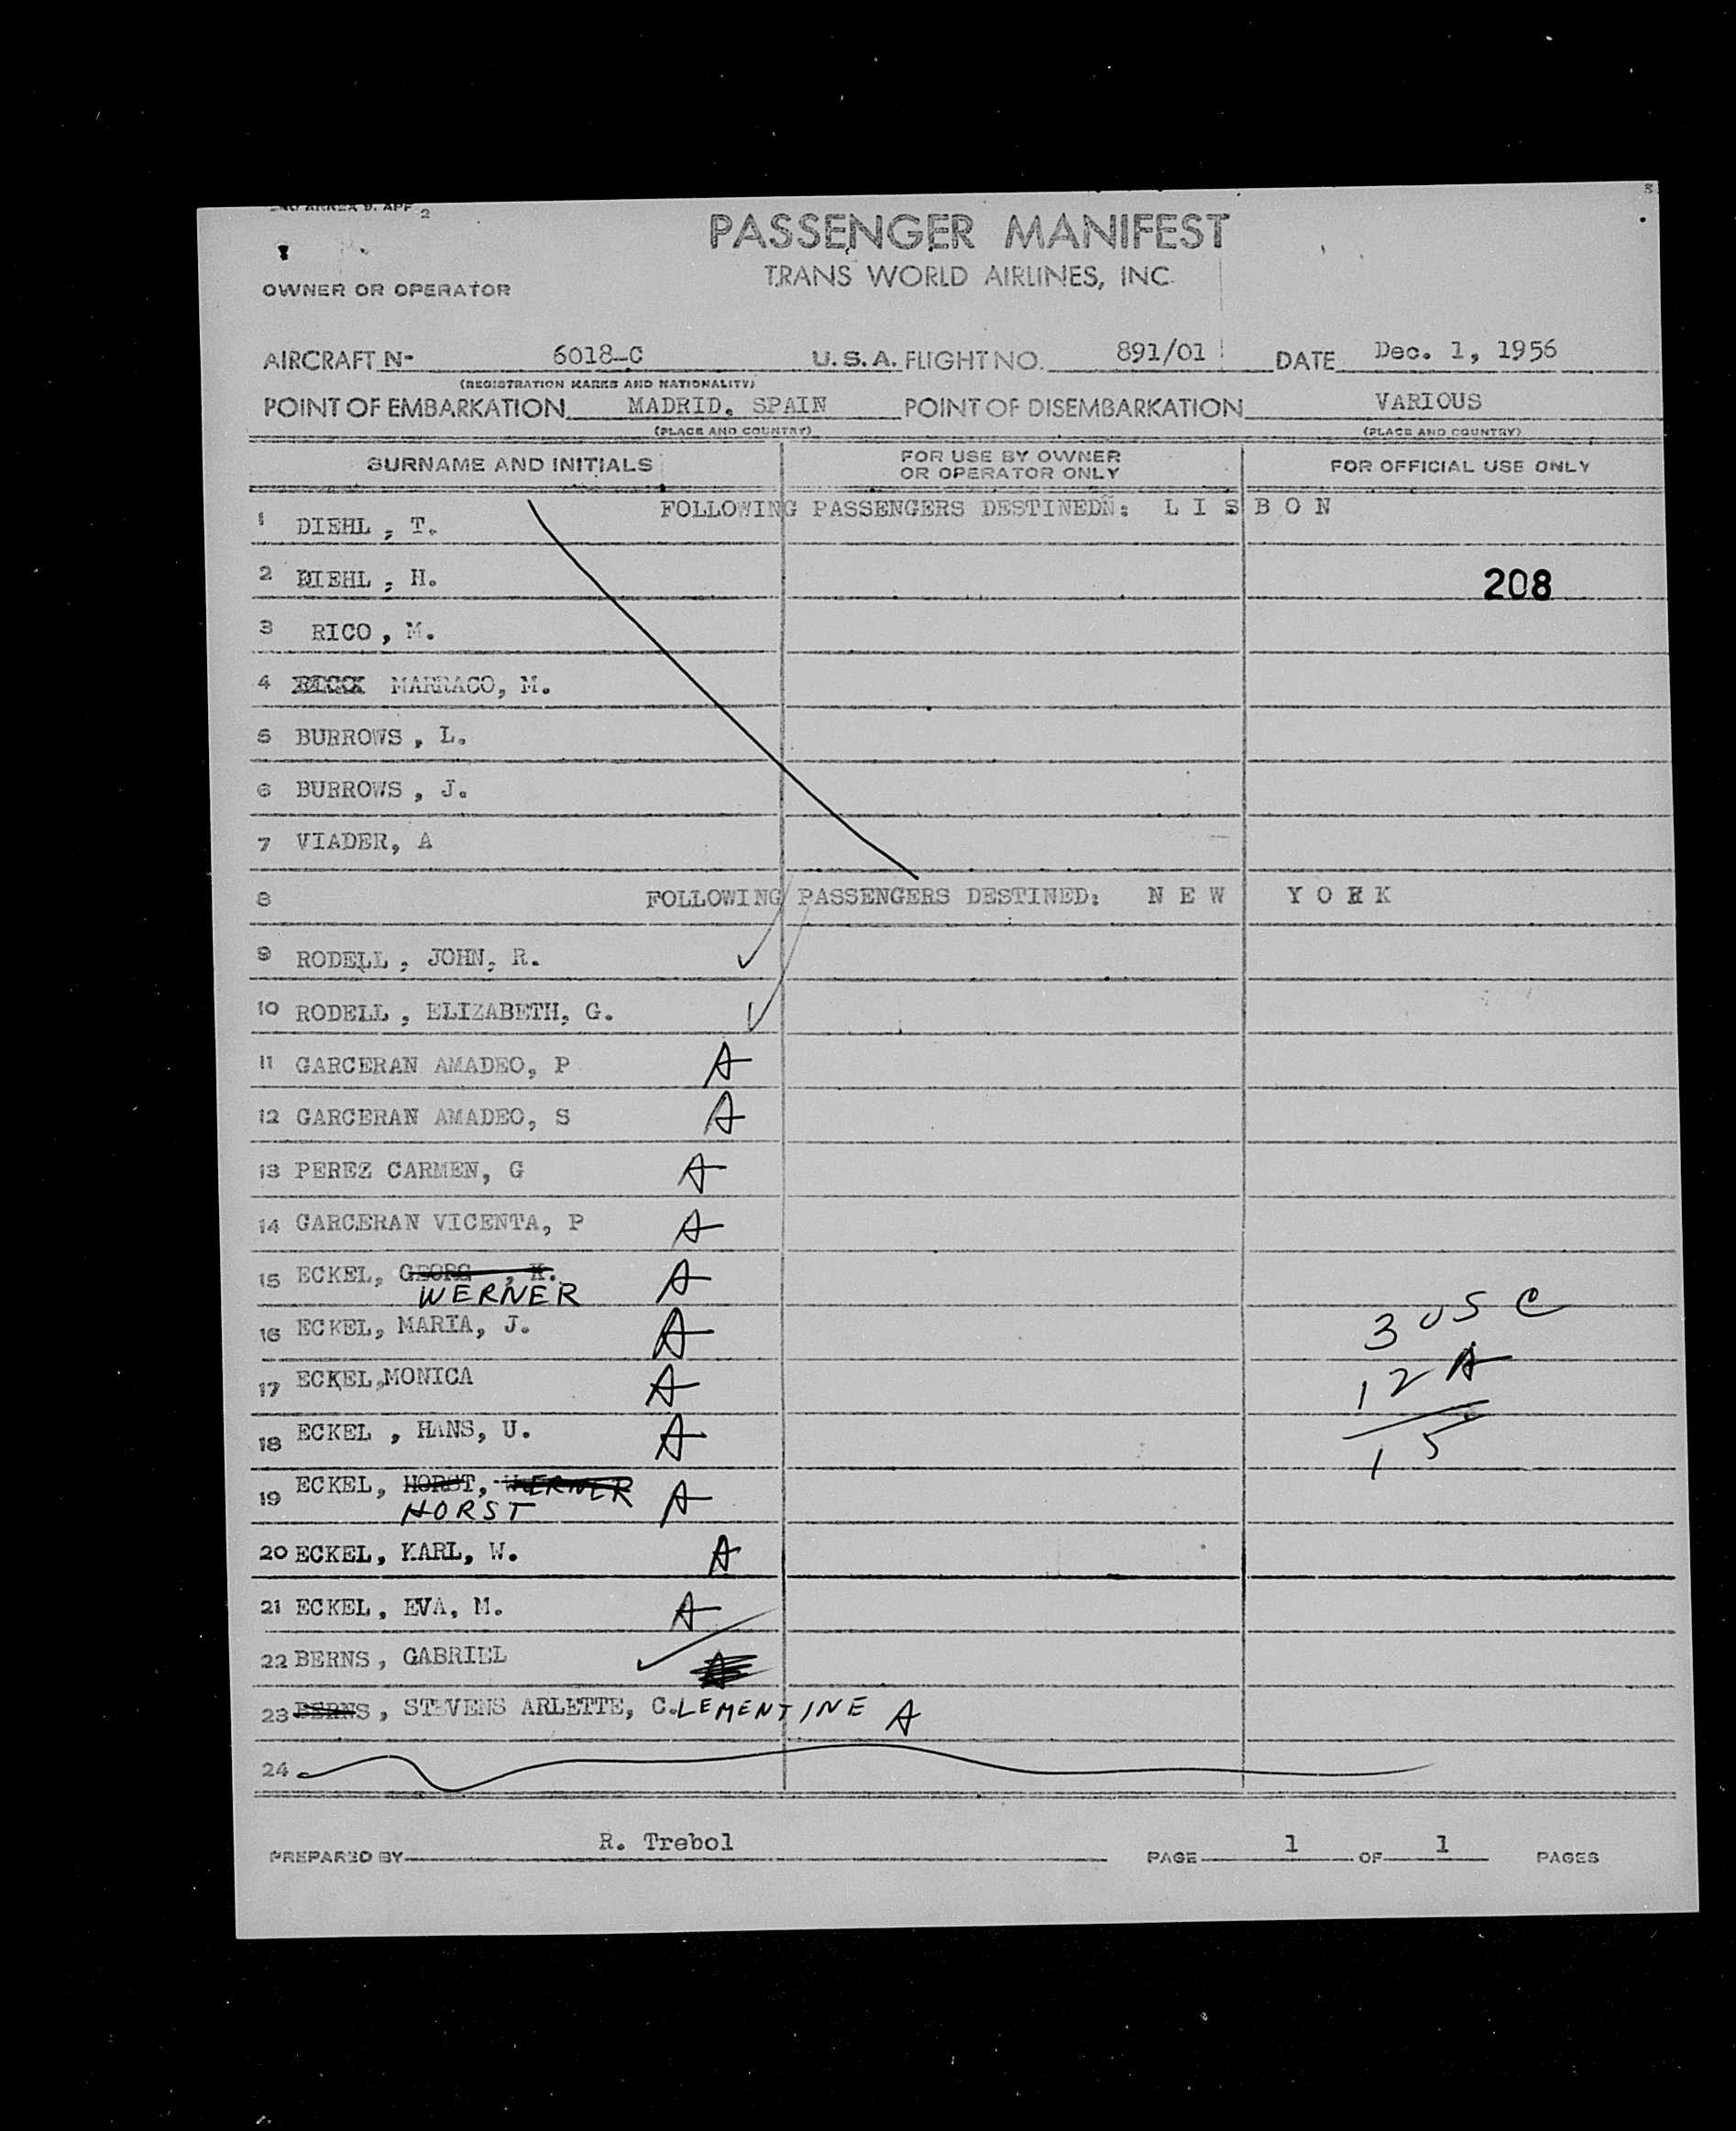 PASSENGER MANIFEST
TRANS WORLD AIRLINES, INC.
OWNER OR OPERATOR
AIRCRAFT N- 6018-C U.S.A. FLIGHT NO. 891/01 DATE Dec. 1, 1956
(REGISTRATION MARKS AND NATIONALITY)
POINT OF EMBARKATION MADRID, SPAIN POINT OF DISEMBARKATION VARIOUS
(PLACE AND COUNTRY) (PLACE AND COUNTRY)
SURNAME AND INITIALS FOR USE BY OWNER OR OPERATOR ONLY FOR OFFICIAL USE ONLY
FOLLOWING PASSENGERS DESTINEDN: L I S B O N
1 DIEHL , T.
2 DIEHL , H. 208
3 RICO , M.
4 MARRACO, M.
5 BURROWS , L.
6 BURROWS , J.
7 VIADER, A
8 FOLLOWING PASSENGERS DESTINED: N E W Y O R K
9 RODELL , JOHN, R. ✓
10 RODELL , ELIZABETH, G. ✓
11 GARCERAN AMADEO, P A
12 GARCERAN AMADEO, S A
13 PEREZ CARMEN, G A
14 GARCERAN VICENTA, P A
15 ECKEL, GEORG , K. A
WERNER
16 ECKEL, MARIA, J. A 3 USC
17 ECKEL,MONICA A 12 A
18 ECKEL , HANS, U. A 15
19 ECKEL, HORST, WERNER A
HORST
20 ECKEL, KARL, W. A
21 ECKEL, EVA, M. A
22 BERNS , GABRIEL ✓ A
23 BERNS , STEVENS ARLETTE, C.LEMENTINE A
24
PREPARED BY R. Trebol PAGE 1 OF 1 PAGES